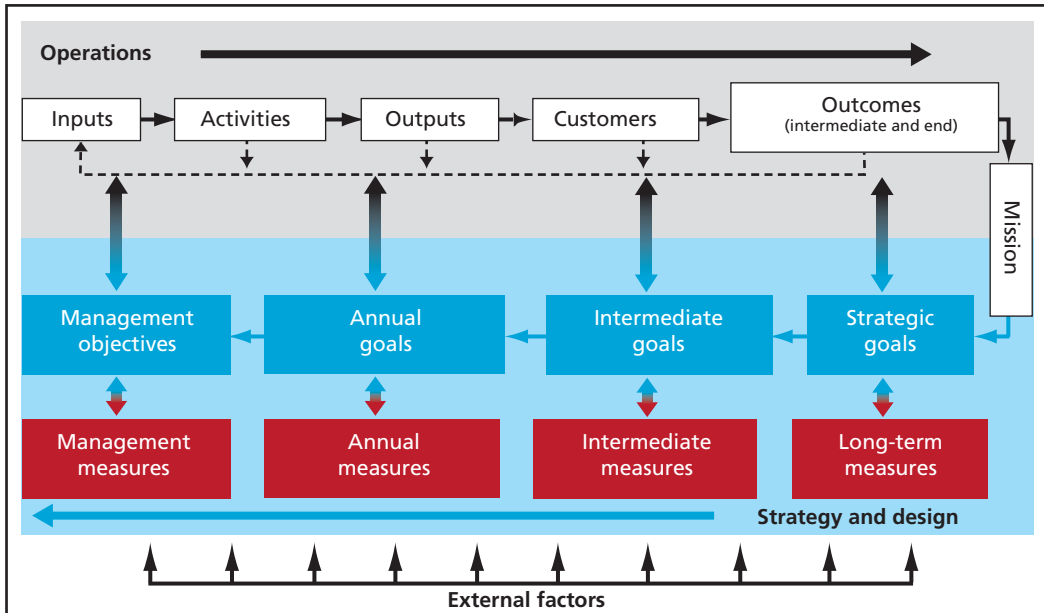 Operations
Inputs
Activities
Outputs
Customers
Outcomes
(intermediate and end)
Mission
Management
objectives
Annual
goals
Intermediate
goals
Strategic
goals
Management
measures
Annual
measures
Intermediate
measures
Long-term
measures
Strategy and design
External factors